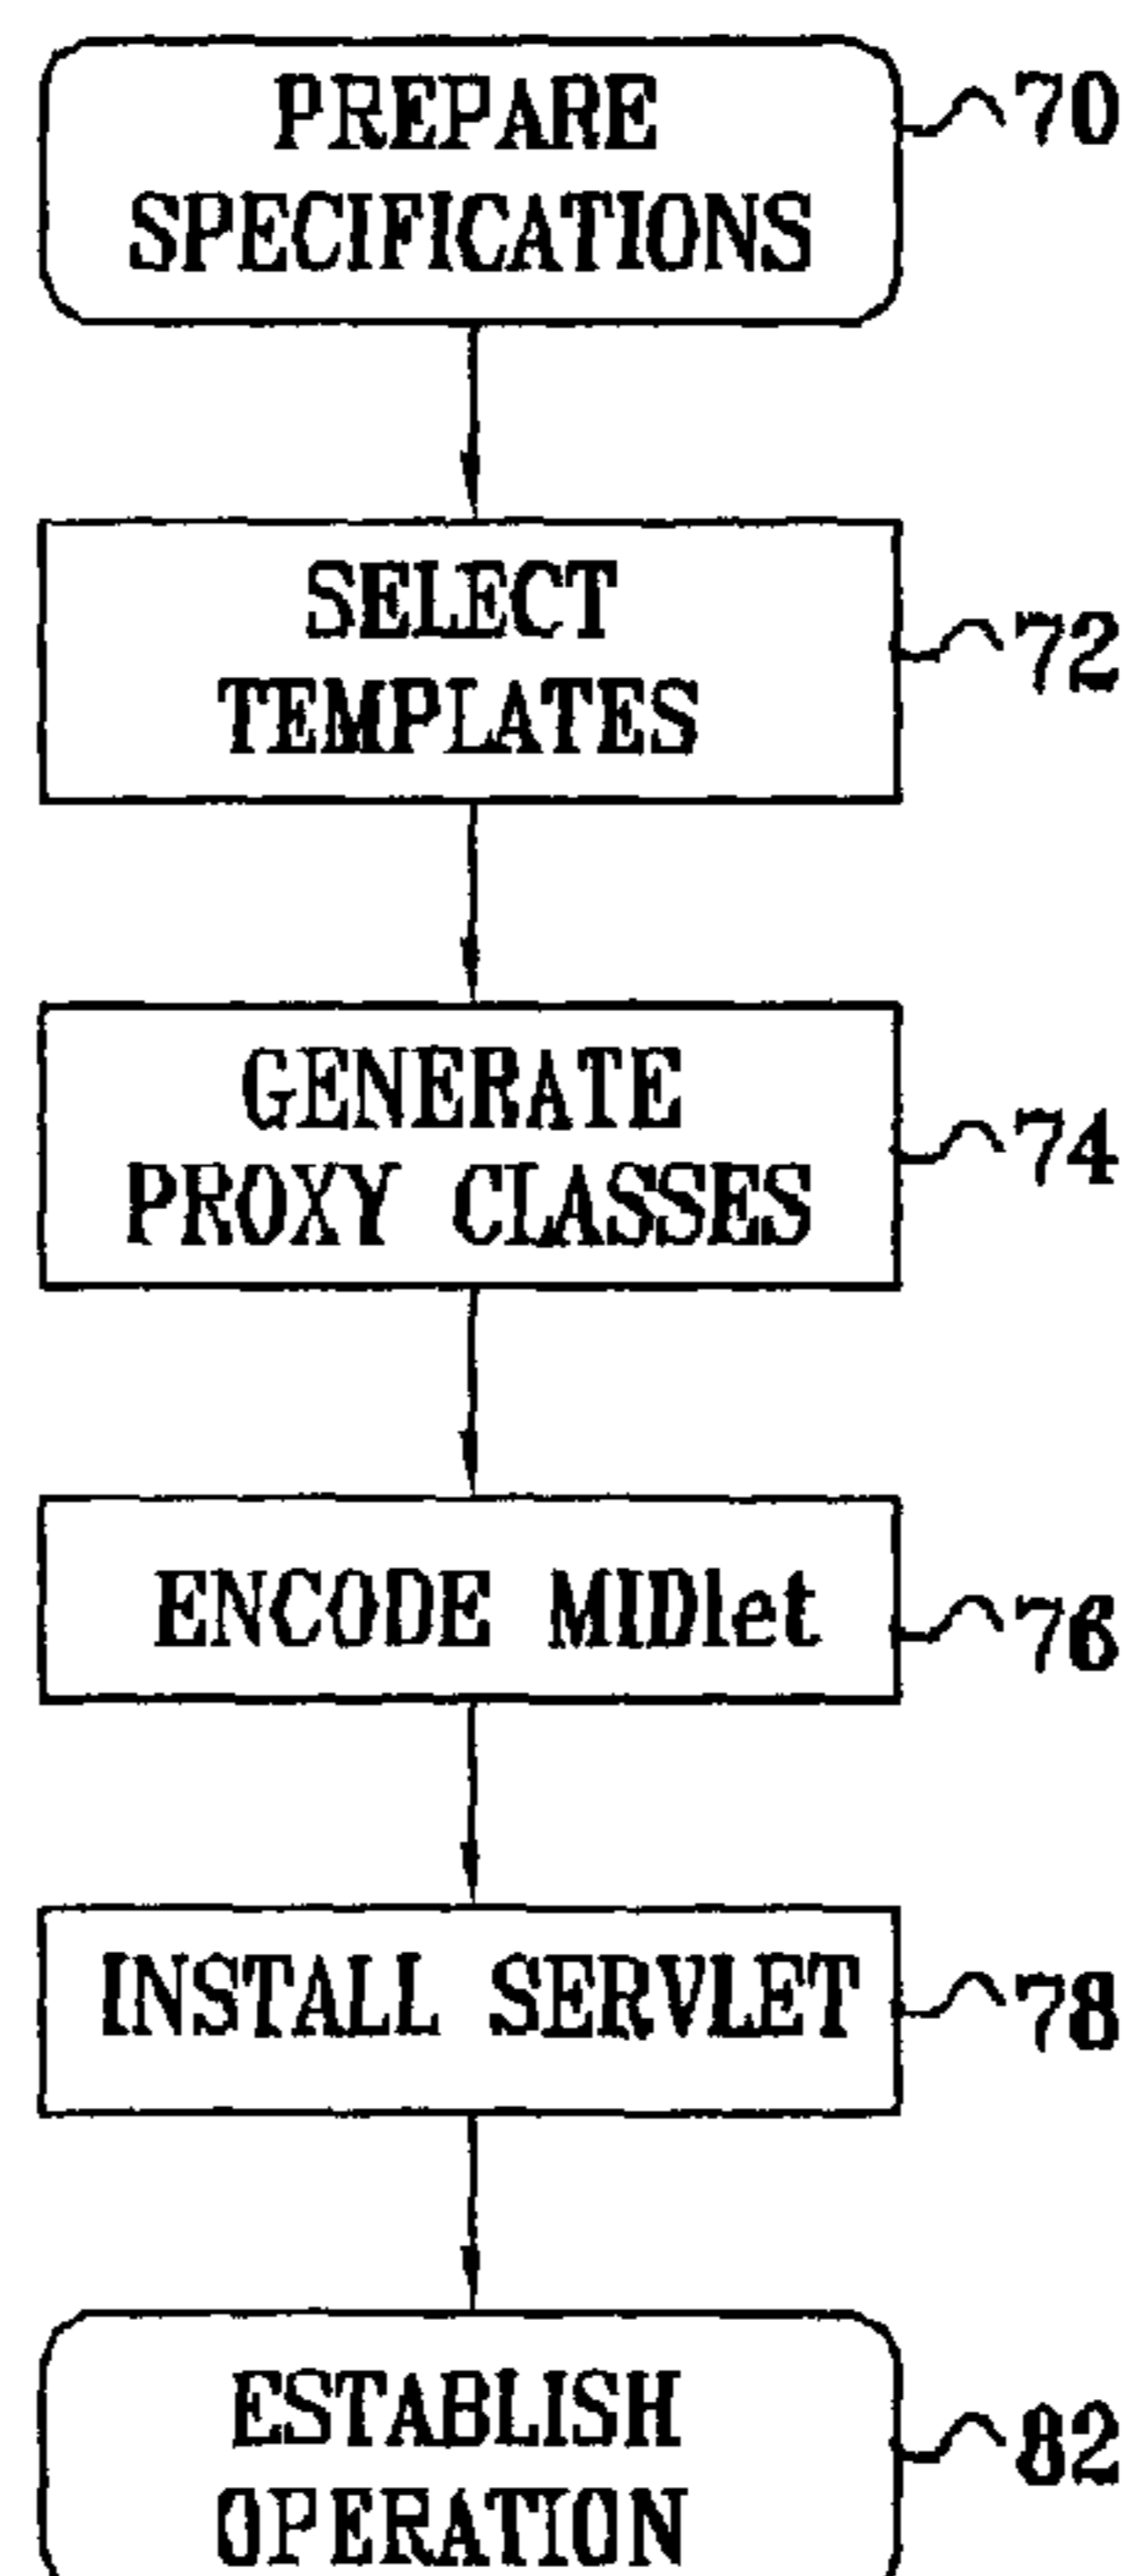 PREPARE
SPECIFICATIONS
70
SELECT
TEMPLATES
72
GENERATE
PROXY CLASSES
74
ENCODE MIDlet
76
INSTALL SERVLET
78
ESTABLISH
OPERATION
82